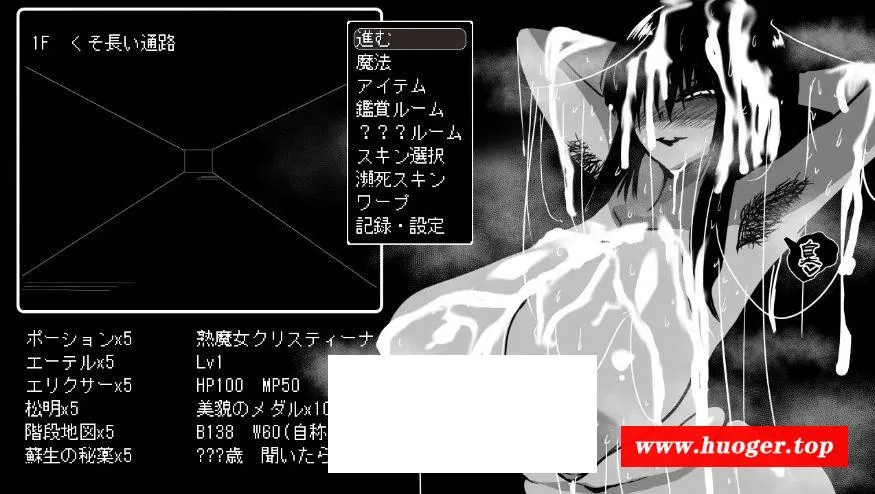 1F くそ長い通路
進む
魔法
アイテム
鑑賞ルーム
???ルーム
スキン選択
瀕死スキン
ワープ
記録・設定
ポーションx5
エーテルx5
エリクサーx5
松明x5
階段地図x5
蘇生の秘薬x5
熟魔女クリスティーナ
Lv1
HP100 MP50
美貌のメダルx10
B138 W60(自称
???歳 聞いたら
www.huoger.top